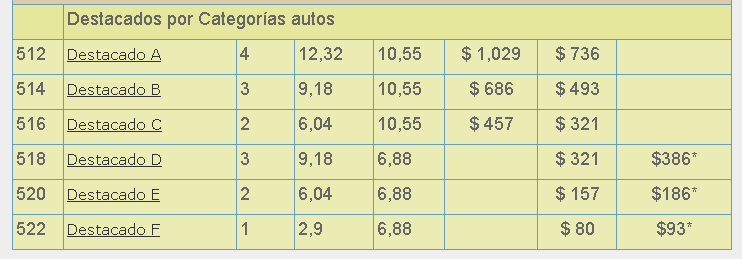 Destacados por Categorías autos
512 Destacado A 4 12,32 10,55 $ 1,029 $ 736
514 Destacado B 3 9,18 10,55 $ 686 $ 493
516 Destacado C 2 6,04 10,55 $ 457 $ 321
518 Destacado D 3 9,18 6,88 $ 321 $386*
520 Destacado E 2 6,04 6,88 $ 157 $186*
522 Destacado F 1 2,9 6,88 $ 80 $93*